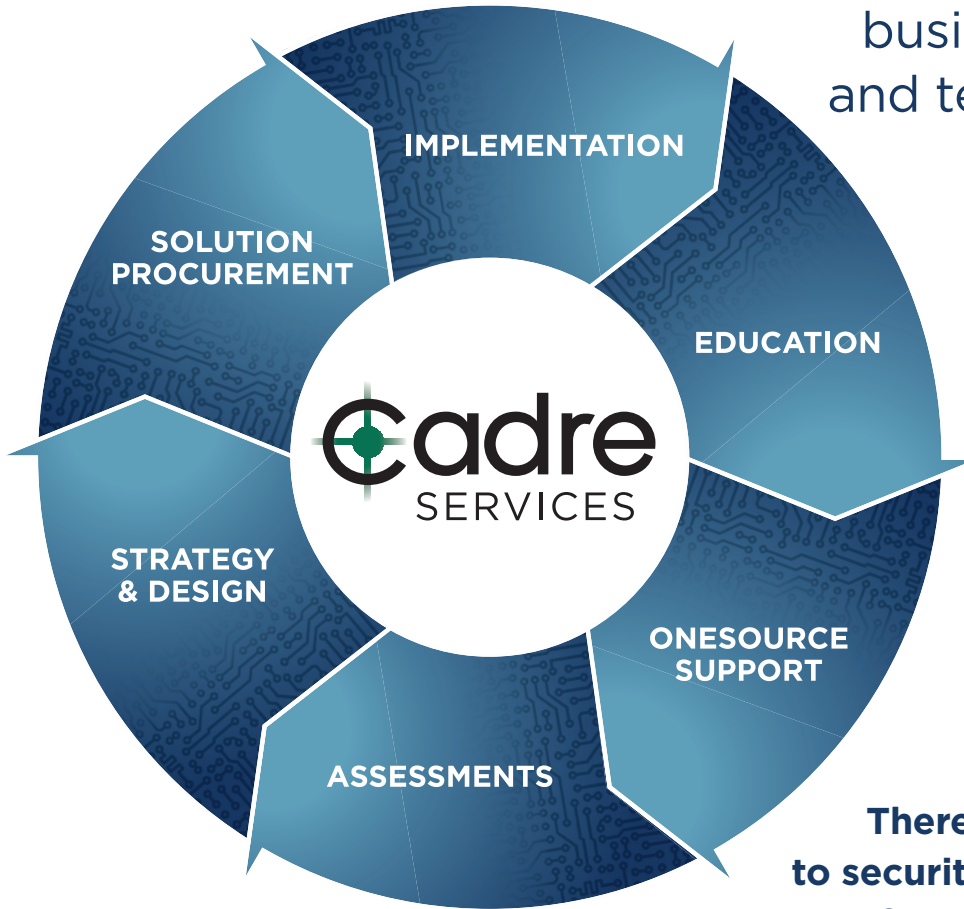 busi
and te
IMPLEMENTATION
SOLUTION
PROCUREMENT
EDUCATION
Cadre
SERVICES
STRATEGY
& DESIGN
ONESOURCE
SUPPORT
ASSESSMENTS
There
to securit